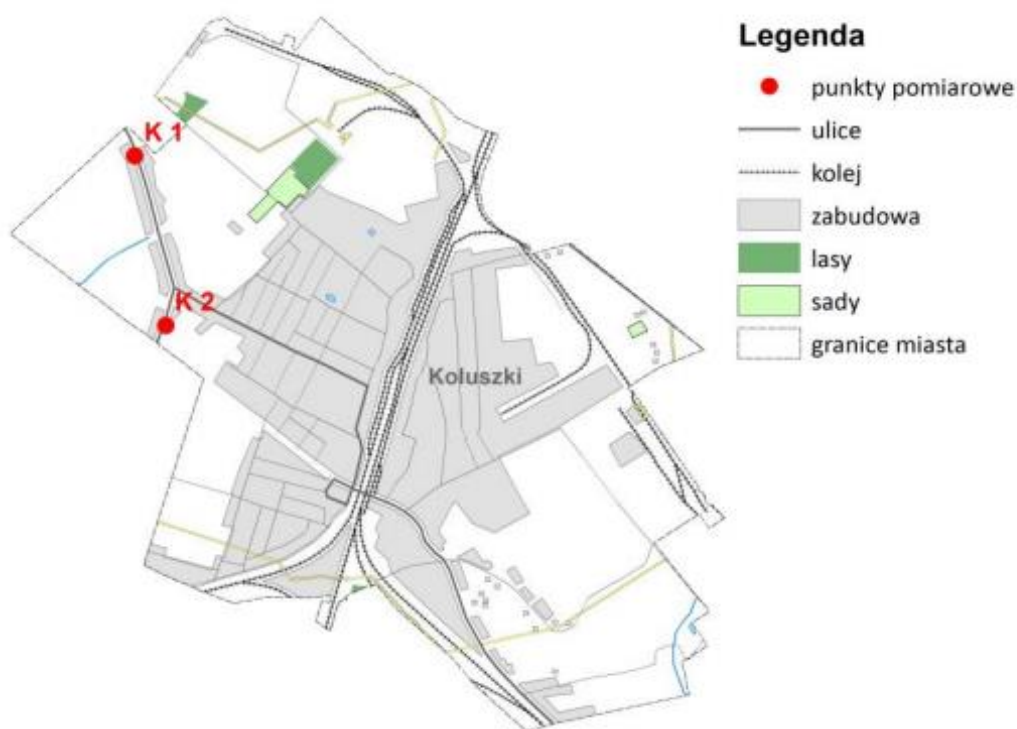 Legenda
punkty pomiarowe
ulice
kolej
zabudowa
lasy
sady
granice miasta
K 1
K 2
Koluszki